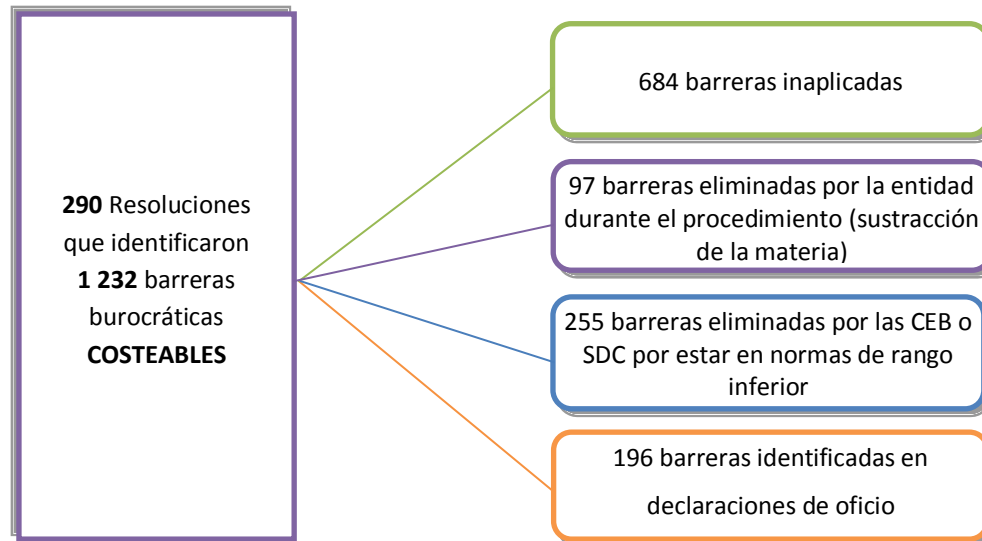 290 Resoluciones
que identificaron
1 232 barreras
burocráticas
COSTEABLES
684 barreras inaplicadas
97 barreras eliminadas por la entidad
durante el procedimiento (sustracción
de la materia)
255 barreras eliminadas por las CEB o
SDC por estar en normas de rango
inferior
196 barreras identificadas en
declaraciones de oficio